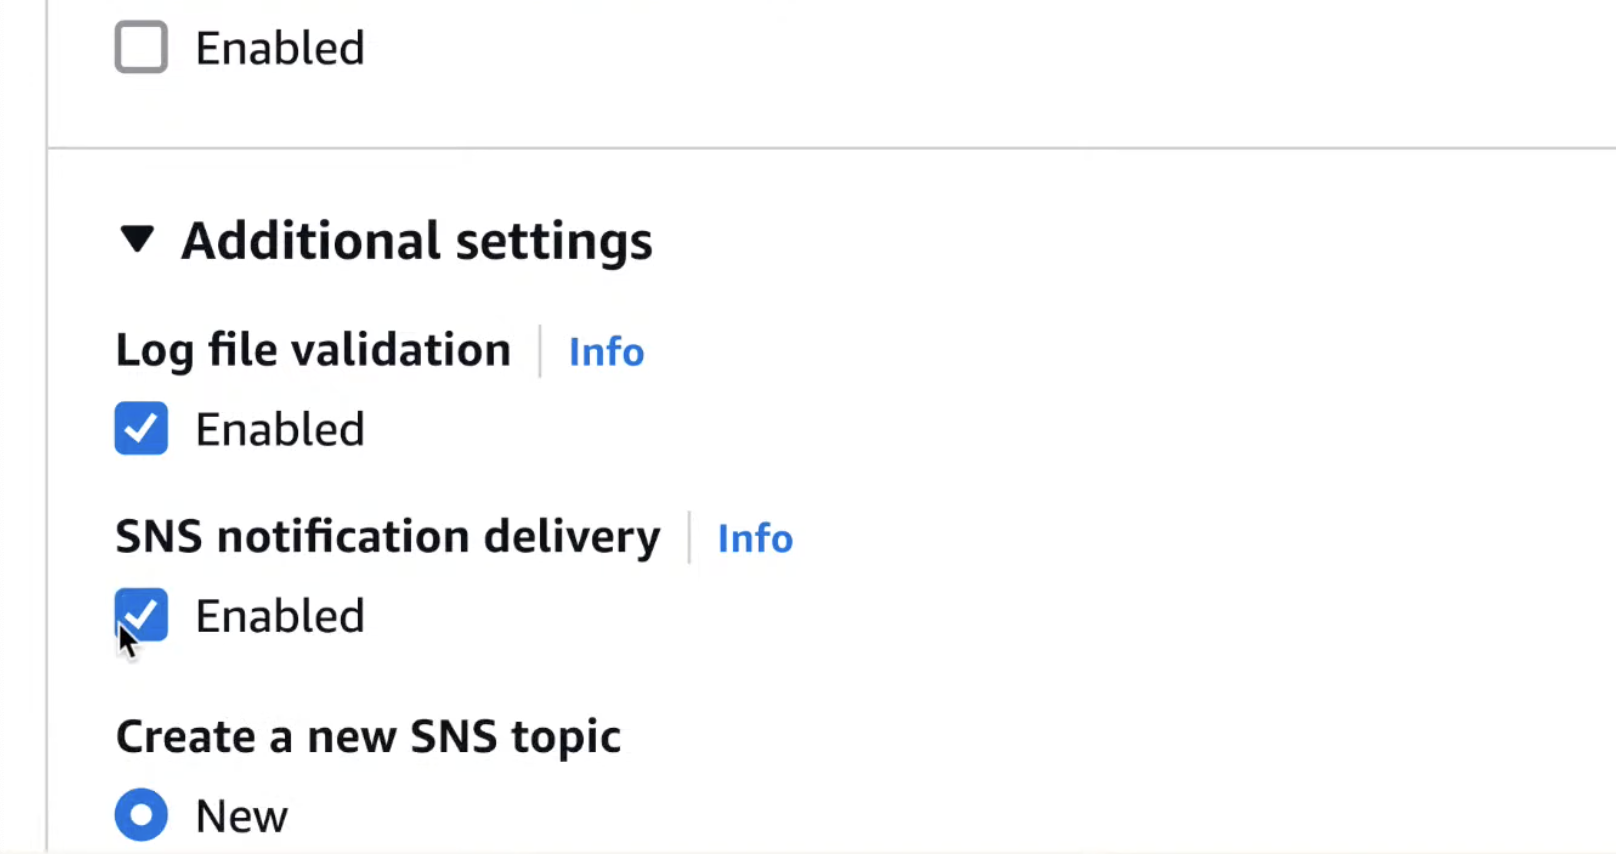 Enabled
Additional settings
Log file validation Info
Enabled
SNS notification delivery Info
Enabled
Create a new SNS topic
New